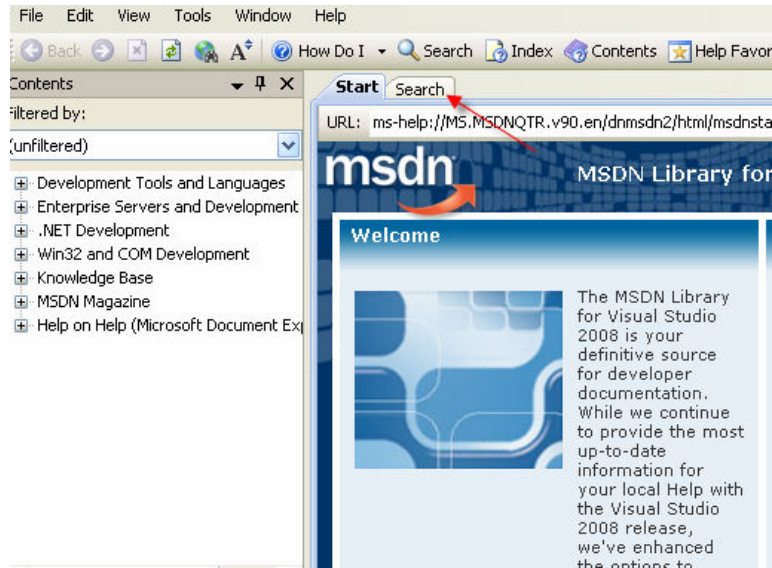 File Edit View Tools Window Help
Back How Do I Search Index Contents Help Favor
Contents
Filtered by:
(unfiltered)
Development Tools and Languages
Enterprise Servers and Development
.NET Development
Win32 and COM Development
Knowledge Base
MSDN Magazine
Help on Help (Microsoft Document Exp
Start Search
URL: ms-help://MS.MSDNQTR.v90.en/dnmsdn2/html/msdnsta
msdn MSDN Library for
Welcome
The MSDN Library
for Visual Studio
2008 is your
definitive source
for developer
documentation.
While we continue
to provide the most
up-to-date
information for
your local Help with
the Visual Studio
2008 release,
we've enhanced
the options to